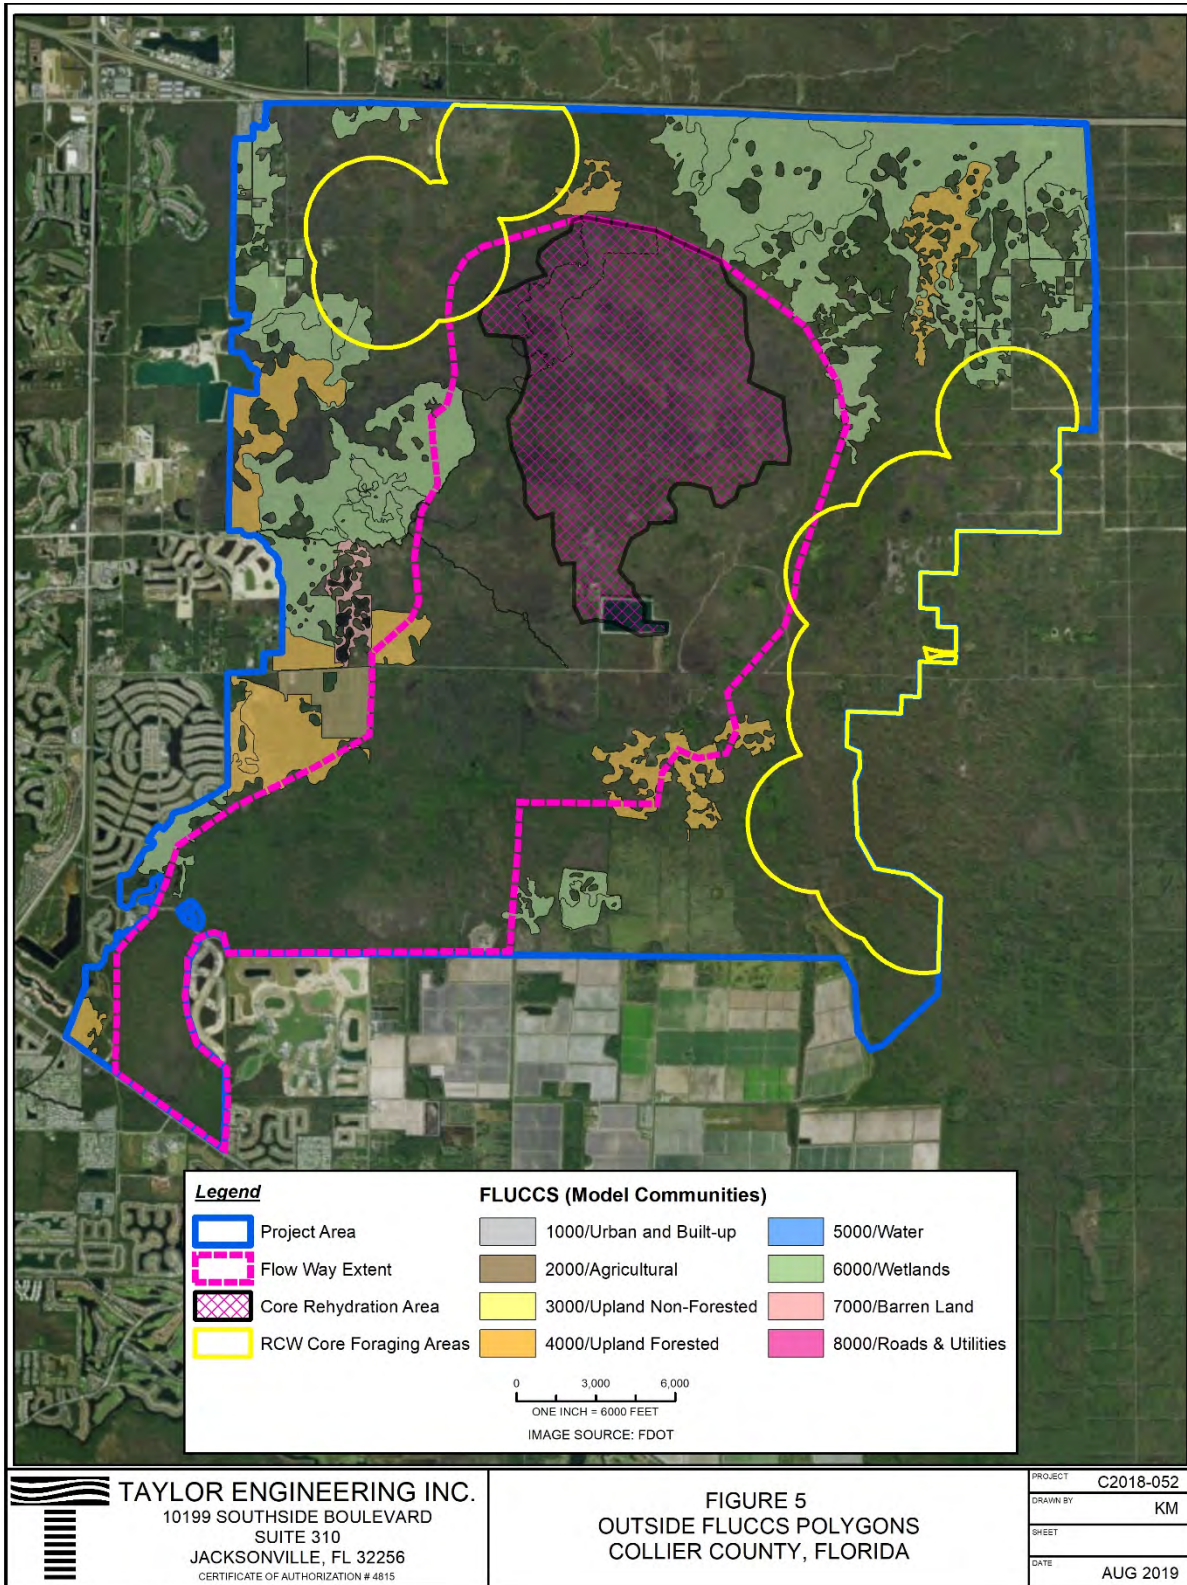 Legend
Project Area
Flow Way Extent
Core Rehydration Area
RCW Core Foraging Areas
FLUCCS (Model Communities)
1000/Urban and Built-up
2000/Agricultural
3000/Upland Non-Forested
4000/Upland Forested
5000/Water
6000/Wetlands
7000/Barren Land
8000/Roads & Utilities
0 3,000 6,000
ONE INCH = 6000 FEET
IMAGE SOURCE: FDOT
TAYLOR ENGINEERING INC.
10199 SOUTHSIDE BOULEVARD
SUITE 310
JACKSONVILLE, FL 32256
CERTIFICATE OF AUTHORIZATION # 4815
FIGURE 5
OUTSIDE FLUCCS POLYGONS
COLLIER COUNTY, FLORIDA
PROJECT C2018-052
DRAWN BY KM
SHEET
DATE AUG 2019